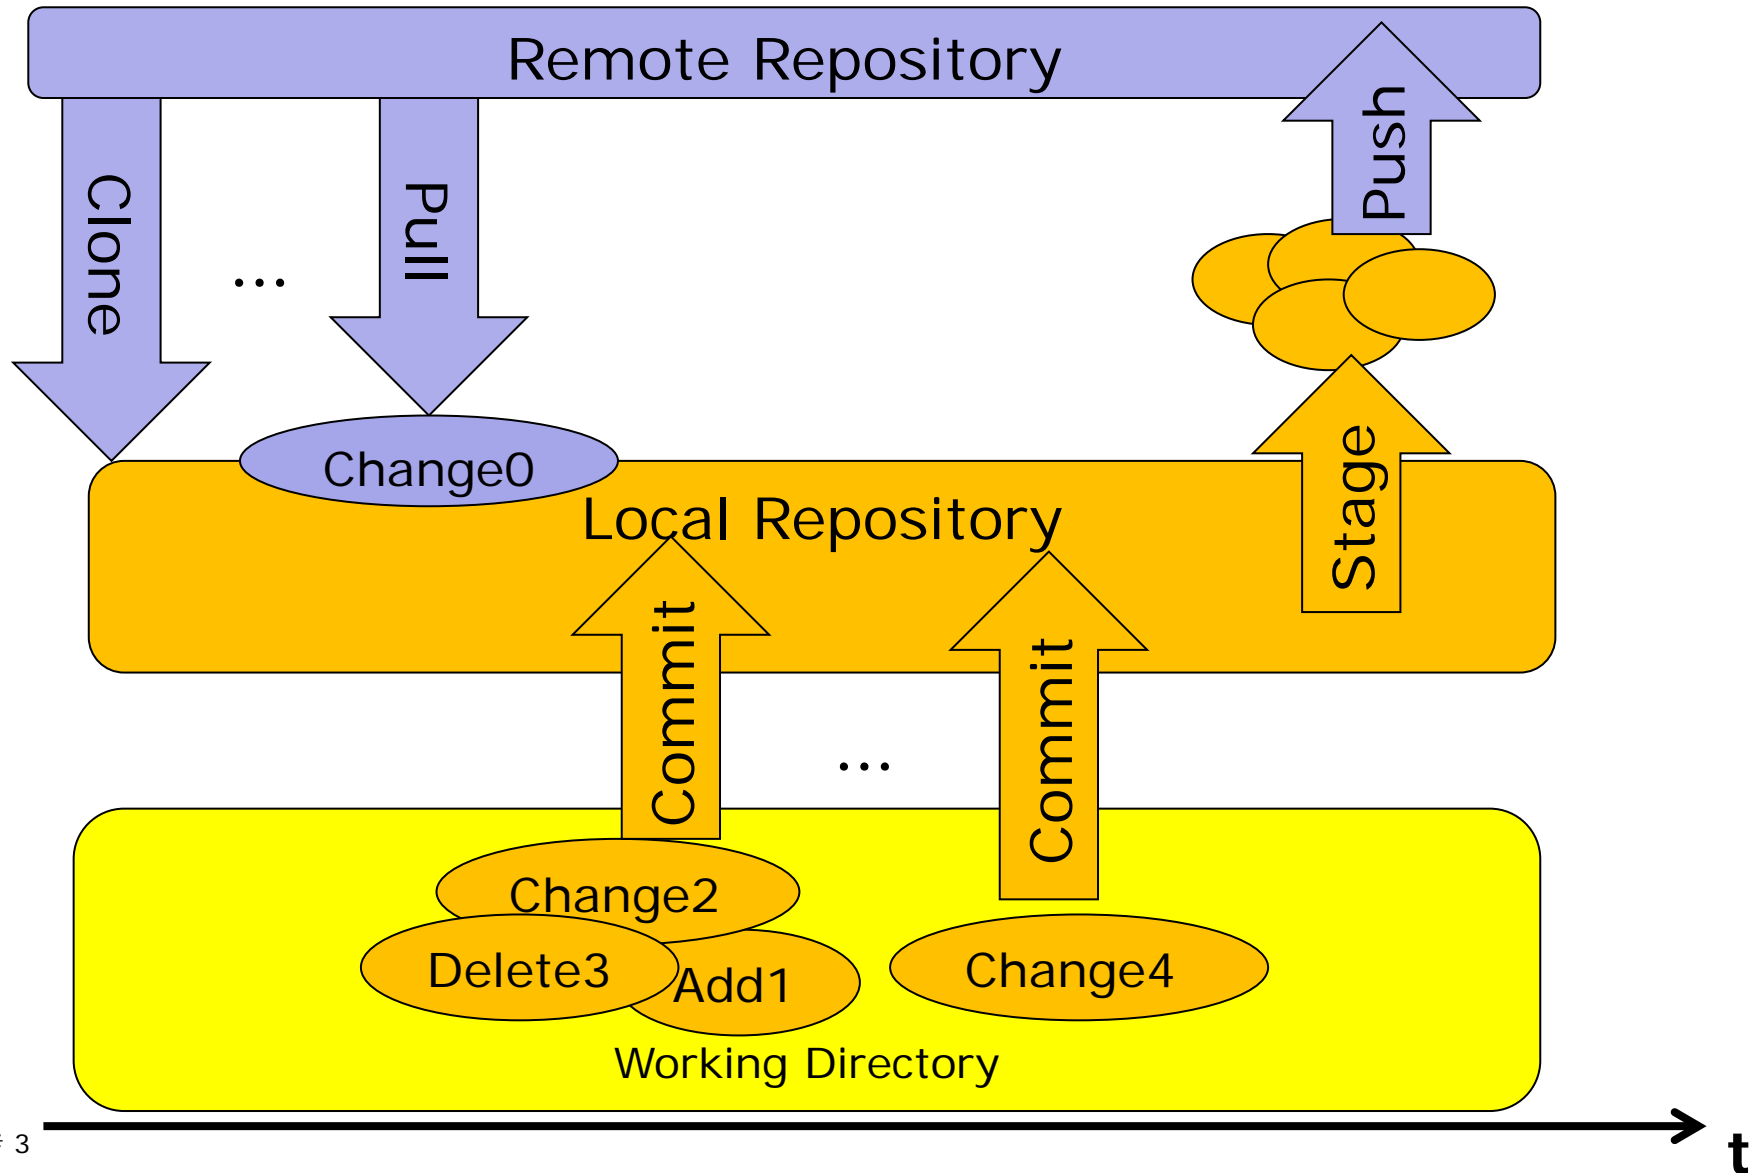 Remote Repository
Clone
...
Pull
Push
Change0
Local Repository
Stage
Commit
...
Commit
Change2
Delete3
Add1
Change4
Working Directory
3
t